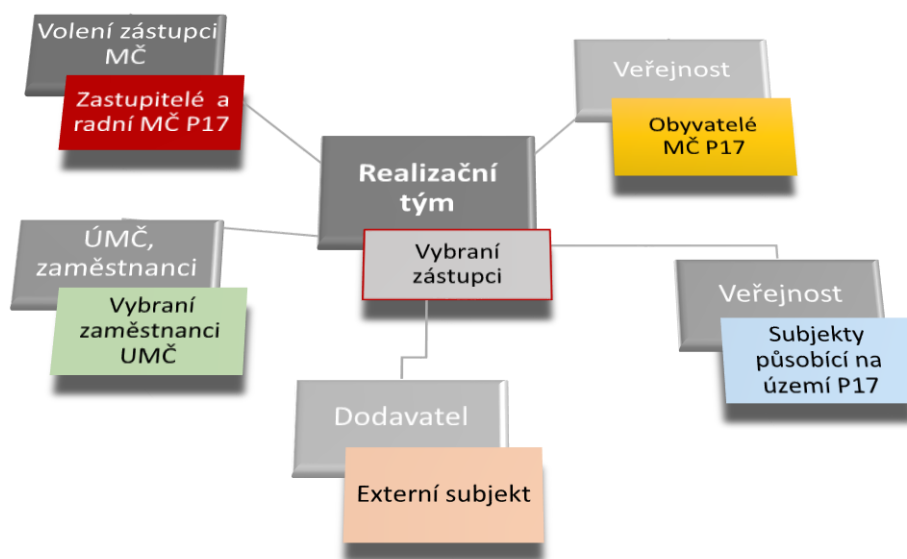 Volení zástupci
MČ
Zastupitelé a
radní MČ P17
Veřejnost
Obyvatelé
MČ P17
Realizační
tým
Vybraní
zástupci
ÚMČ,
zaměstnanci
Vybraní
zaměstnanci
UMČ
Veřejnost
Subjekty
působící na
území P17
Dodavatel
Externí subjekt